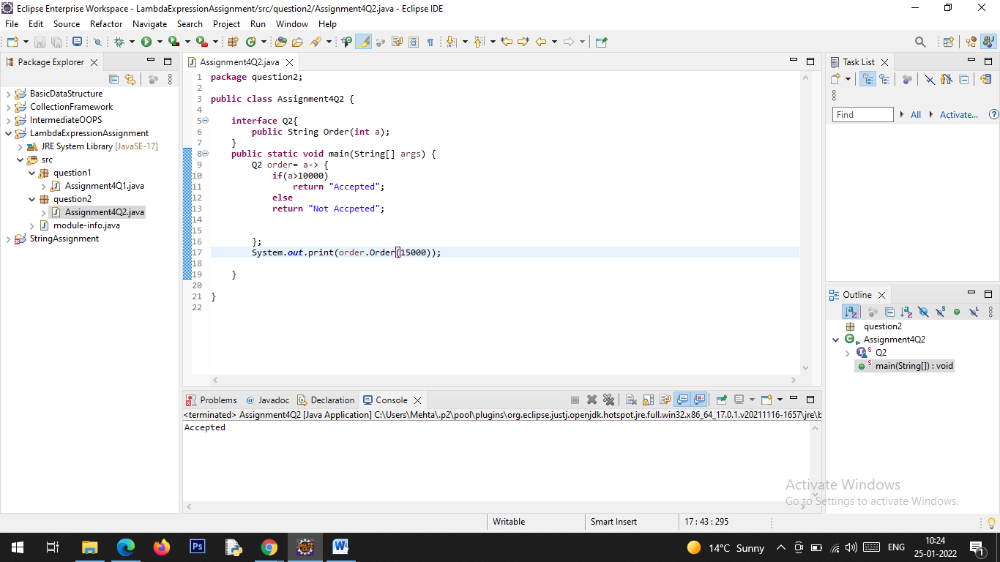 Eclipse Enterprise Workspace - LambdaExpressionAssignment/src/question2/Assignment4Q2.java - Eclipse IDE
File Edit Source Refactor Navigate Search Project Run Window Help
Package Explorer
BasicDataStructure
CollectionFramework
IntermediateOOPS
LambdaExpressionAssignment
JRE System Library [JavaSE-17]
src
question1
Assignment4Q1.java
question2
Assignment4Q2.java
module-info.java
StringAssignment
Assignment4Q2.java
1 package question2;
2
3 public class Assignment4Q2 {
4
5 interface Q2{
6 public String Order(int a);
7 }
8 public static void main(String[] args) {
9 Q2 order= a-> {
10 if(a>10000)
11 return "Accepted";
12 else
13 return "Not Accpeted";
14
15
16 };
17 System.out.print(order.Order(15000));
18
19 }
20
21 }
22
Task List
Find All Activate...
Outline
question2
Assignment4Q2
Q2
main(String[]) : void
Problems Javadoc Declaration Console
<terminated> Assignment4Q2 [Java Application] C:\Users\Mehta\.p2\pool\plugins\org.eclipse.justj.openjdk.hotspot.jre.full.win32.x86_64_17.0.1.v20211116-1657\jre\b
Accepted
Activate Windows
Go to Settings to activate Windows.
Writable Smart Insert 17 : 43 : 295
14°C Sunny ENG 10:24
25-01-2022